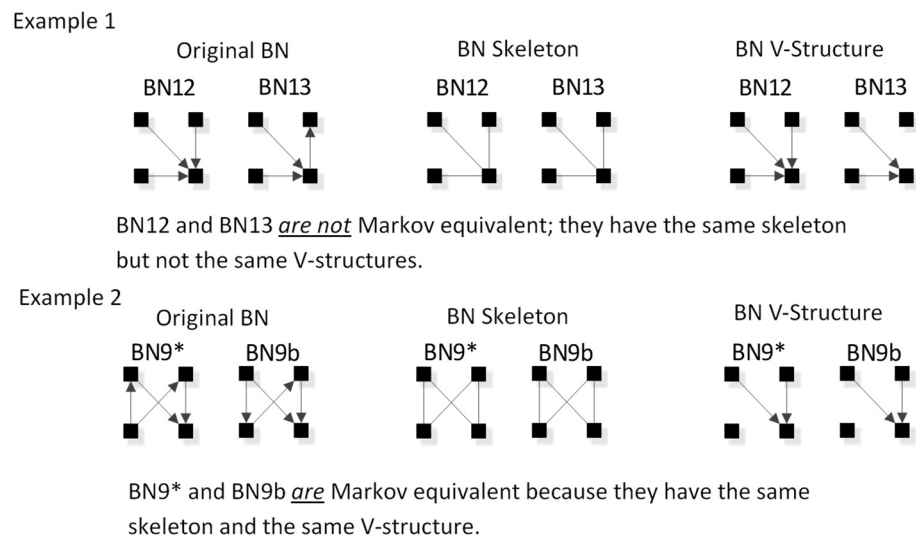 Example 1
Original BN
BN Skeleton
BN V-Structure
BN12
BN13
BN12
BN13
BN12
BN13
BN12 and BN13 are not Markov equivalent; they have the same skeleton
but not the same V-structures.
Example 2
Original BN
BN Skeleton
BN V-Structure
BN9*
BN9b
BN9*
BN9b
BN9*
BN9b
BN9* and BN9b are Markov equivalent because they have the same
skeleton and the same V-structure.